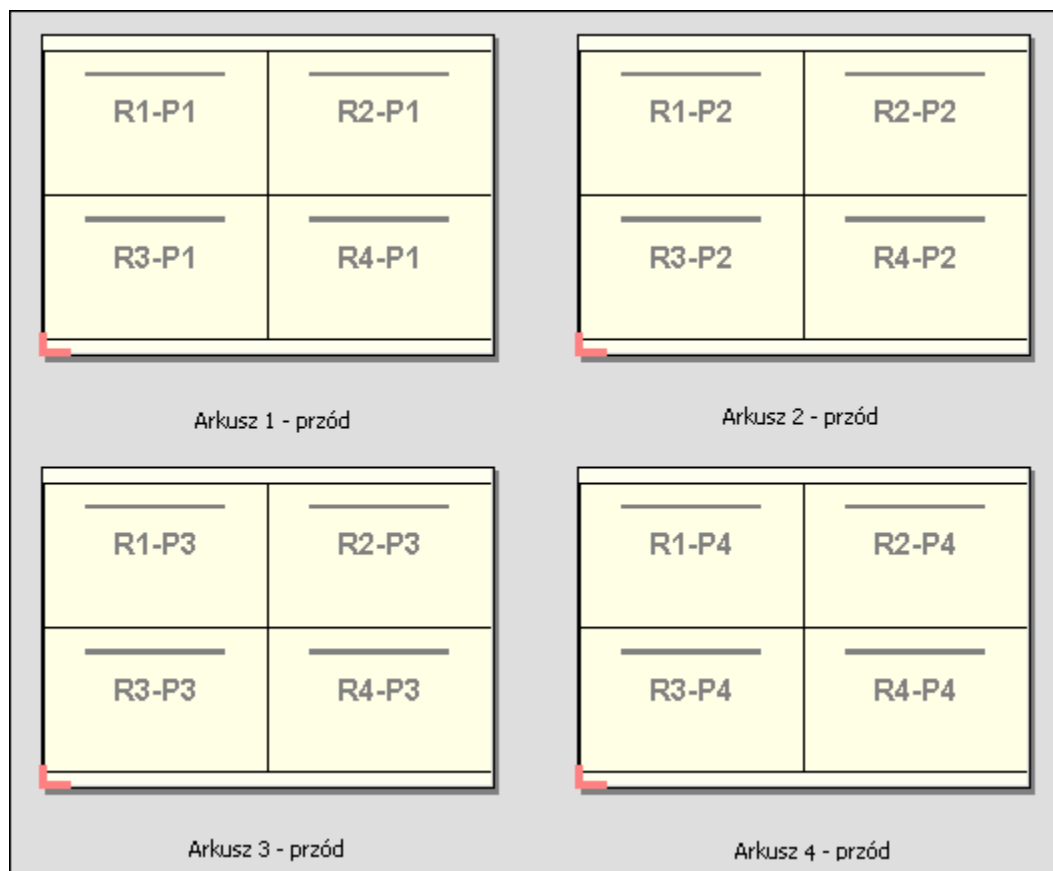 R1-P1 R2-P1
R3-P1 R4-P1
Arkusz 1 - przód
R1-P2 R2-P2
R3-P2 R4-P2
Arkusz 2 - przód
R1-P3 R2-P3
R3-P3 R4-P3
Arkusz 3 - przód
R1-P4 R2-P4
R3-P4 R4-P4
Arkusz 4 - przód